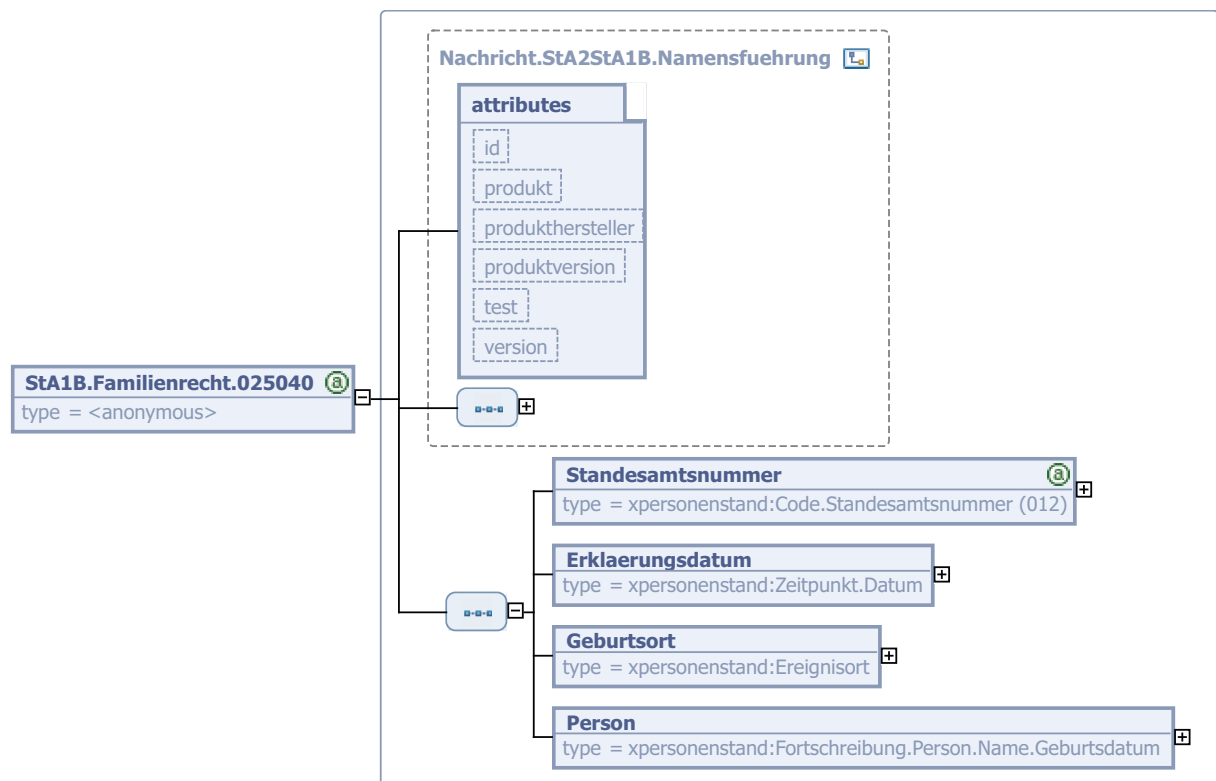 Nachricht.StA2StA1B.Namensfuehrung
attributes
id
produkt
produkthersteller
produktversion
test
version
StA1B.Familienrecht.025040 a
type = <anonymous>
Standesamtsnummer a
type = xpersonenstand:Code.Standesamtsnummer (012)
Erklaerungsdatum
type = xpersonenstand:Zeitpunkt.Datum
Geburtsort
type = xpersonenstand:Ereignisort
Person
type = xpersonenstand:Fortschreibung.Person.Name.Geburtsdatum